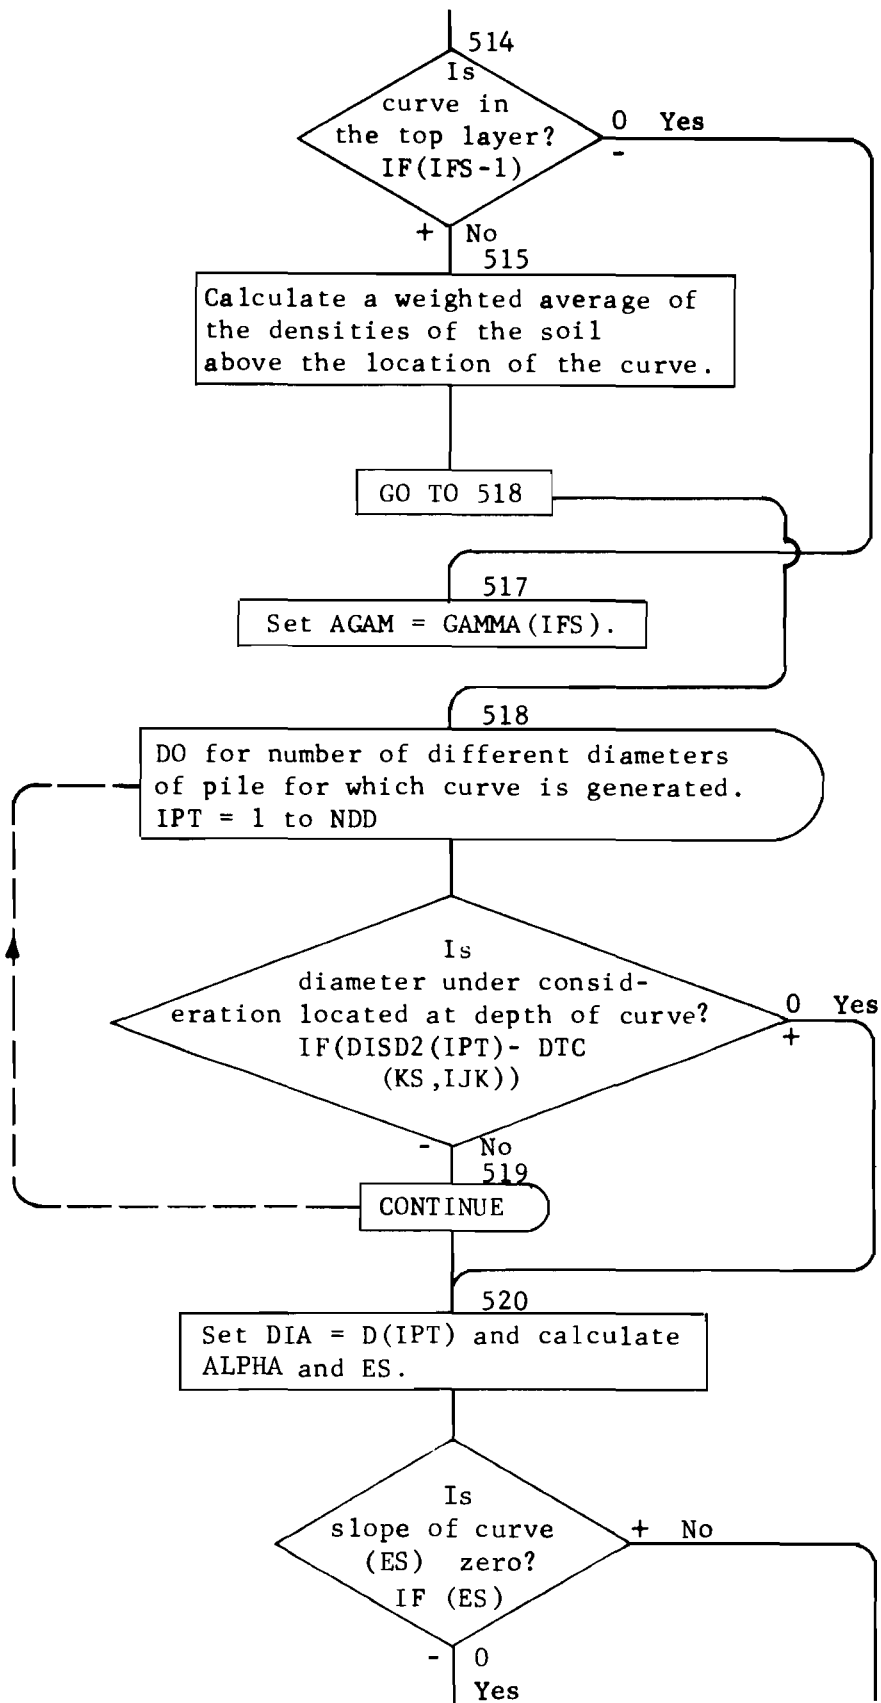 514
Is
curve in
the top layer?
IF(IFS-1)
0 Yes
-
+ No
515
Calculate a weighted average of
the densities of the soil
above the location of the curve.
GO TO 518
517
Set AGAM = GAMMA(IFS).
518
DO for number of different diameters
of pile for which curve is generated.
IPT = 1 to NDD
Is
diameter under consid-
eration located at depth of curve?
IF(DISD2(IPT)- DTC
(KS,IJK))
0 Yes
+
- No
519
CONTINUE
520
Set DIA = D(IPT) and calculate
ALPHA and ES.
Is
slope of curve
(ES) zero?
IF (ES)
+ No
- 0
Yes